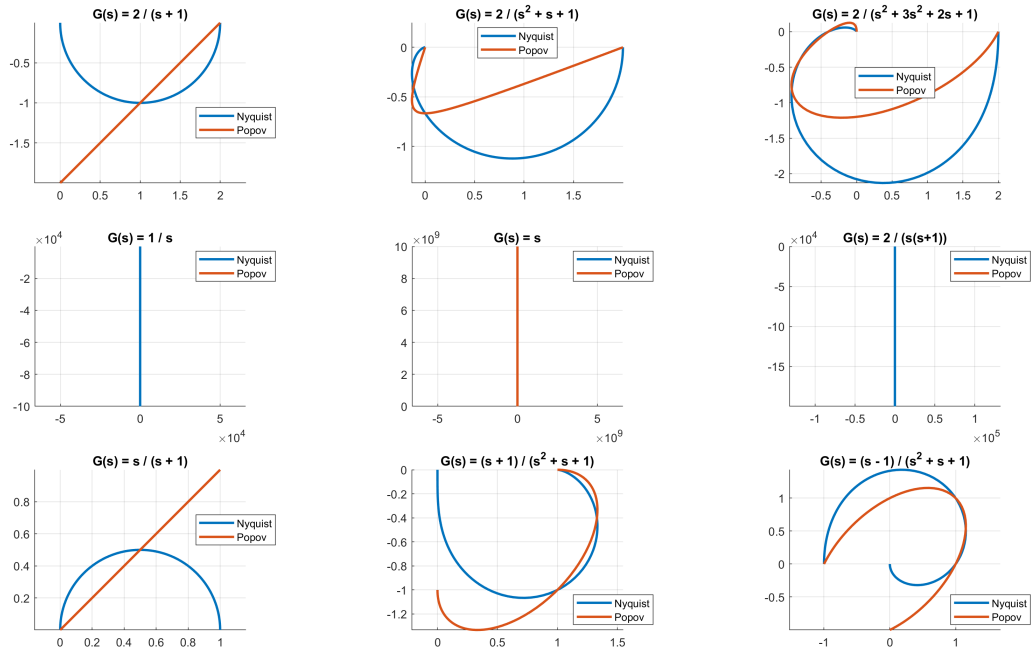 G(s) = 2 / (s + 1)
-0.5
-1
-1.5
0 0.5 1 1.5 2
Nyquist
Popov
G(s) = 2 / (s² + s + 1)
0
-0.5
-1
0 0.5 1 1.5
Nyquist
Popov
G(s) = 2 / (s² + 3s² + 2s + 1)
0
-0.5
-1
-1.5
-2
-0.5 0 0.5 1 1.5 2
Nyquist
Popov
×10⁴
G(s) = 1 / s
-2
-4
-6
-8
-10
-5 0 5
×10⁴
Nyquist
Popov
×10⁹
G(s) = s
10
8
6
4
2
0
-5 0 5
×10⁹
Nyquist
Popov
×10⁴
G(s) = 2 / (s(s+1))
0
-5
-10
-15
-1 -0.5 0 0.5 1
×10⁵
Nyquist
Popov
G(s) = s / (s + 1)
0.8
0.6
0.4
0.2
0 0.2 0.4 0.6 0.8 1
Nyquist
Popov
G(s) = (s + 1) / (s² + s + 1)
0
-0.2
-0.4
-0.6
-0.8
-1
-1.2
0 0.5 1 1.5
Nyquist
Popov
G(s) = (s - 1) / (s² + s + 1)
1
0.5
0
-0.5
-1 0 1
Nyquist
Popov